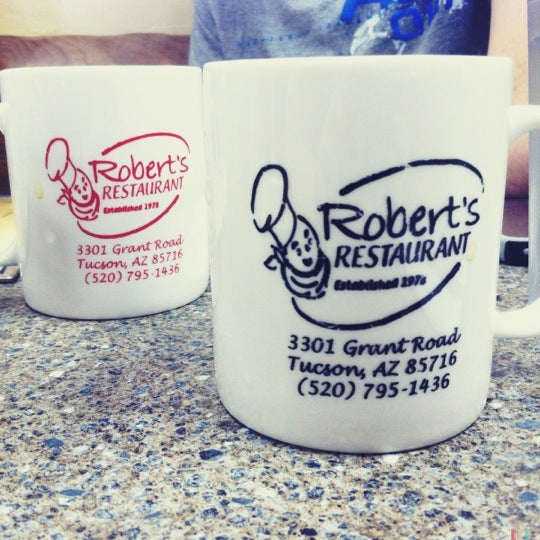 Robert's
RESTAURANT
Established 1978
3301 Grant Road
Tucson, AZ 85716
(520) 795-1436
Robert's
RESTAURANT
Established
3301 Grant Road
Tucson, AZ 85716
(520) 795-1436